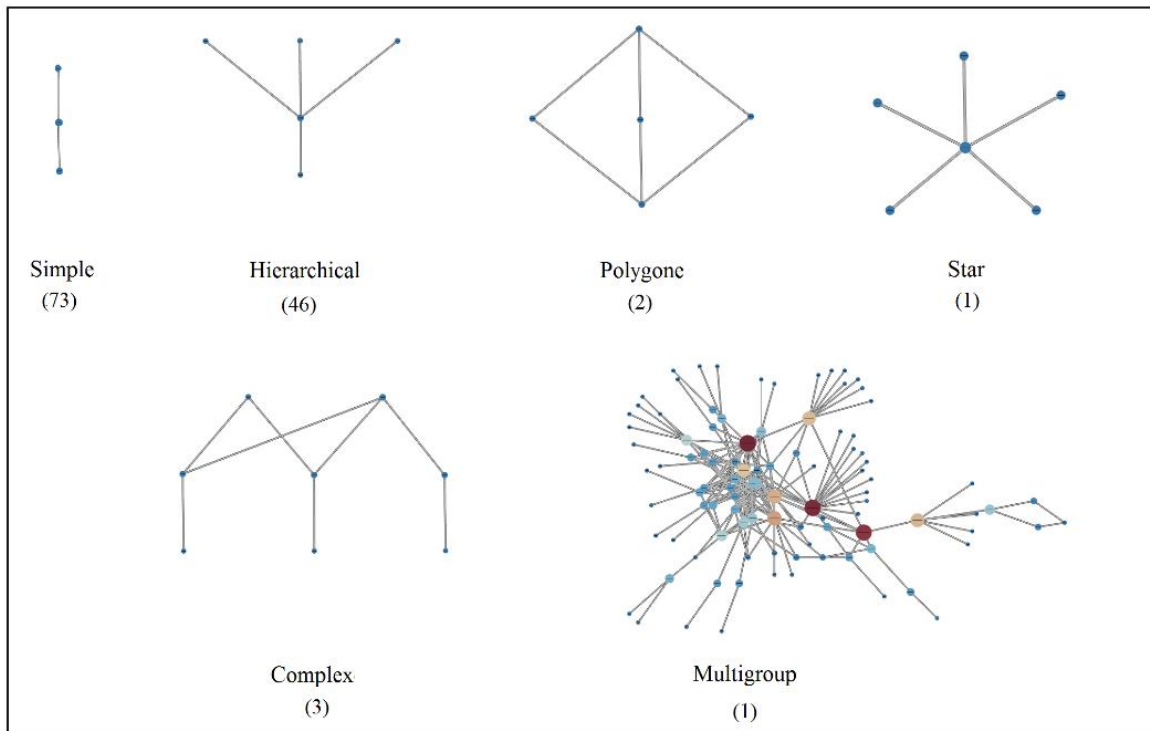 Simple
(73)
Hierarchical
(46)
Polygone
(2)
Star
(1)
Complex
(3)
Multigroup
(1)